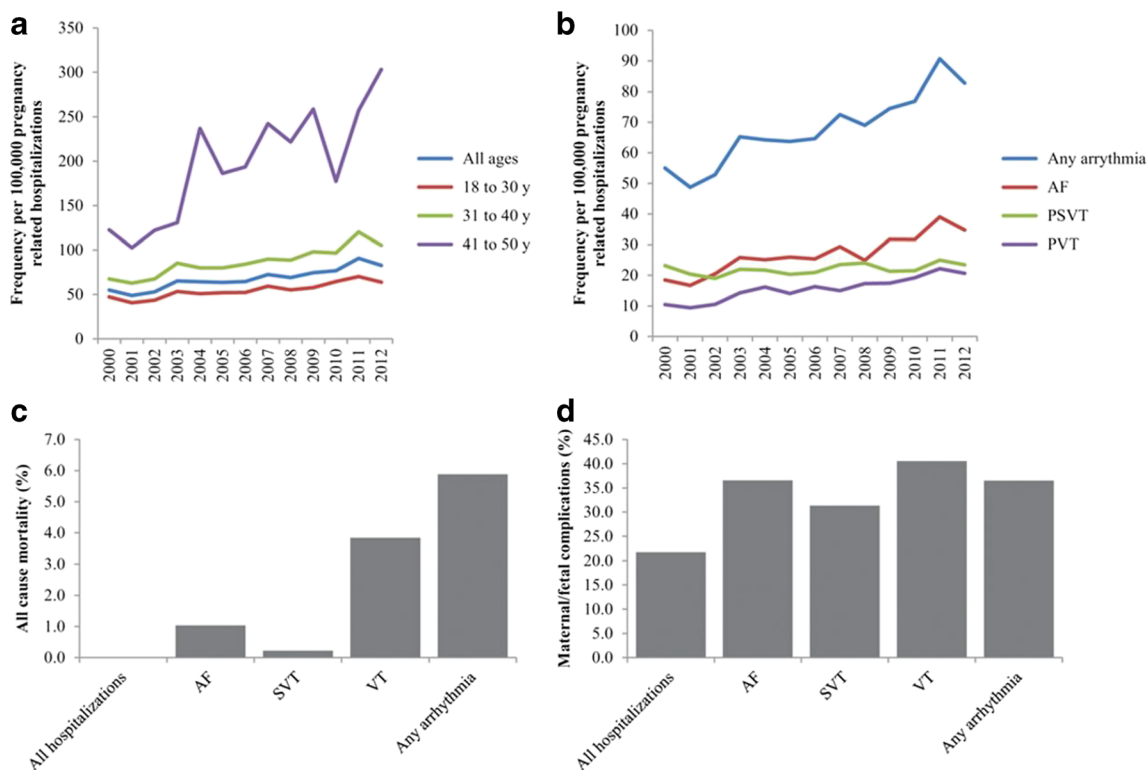 a
Frequency per 100,000 pregnancy
related hospitalizations
350
300
250
200
150
100
50
0
2000
2001
2002
2003
2004
2005
2006
2007
2008
2009
2010
2011
2012
All ages
18 to 30 y
31 to 40 y
41 to 50 y
b
Frequency per 100,000 pregnancy
related hospitalizations
100
90
80
70
60
50
40
30
20
10
0
2000
2001
2002
2003
2004
2005
2006
2007
2008
2009
2010
2011
2012
Any arrythmia
AF
PSVT
PVT
c
All cause mortality (%)
7.0
6.0
5.0
4.0
3.0
2.0
1.0
0.0
All hospitalizations
AF
SVT
VT
Any arrhythmia
d
Maternal/fetal complications (%)
45.0
40.0
35.0
30.0
25.0
20.0
15.0
10.0
5.0
0.0
All hospitalizations
AF
SVT
VT
Any arrhythmia